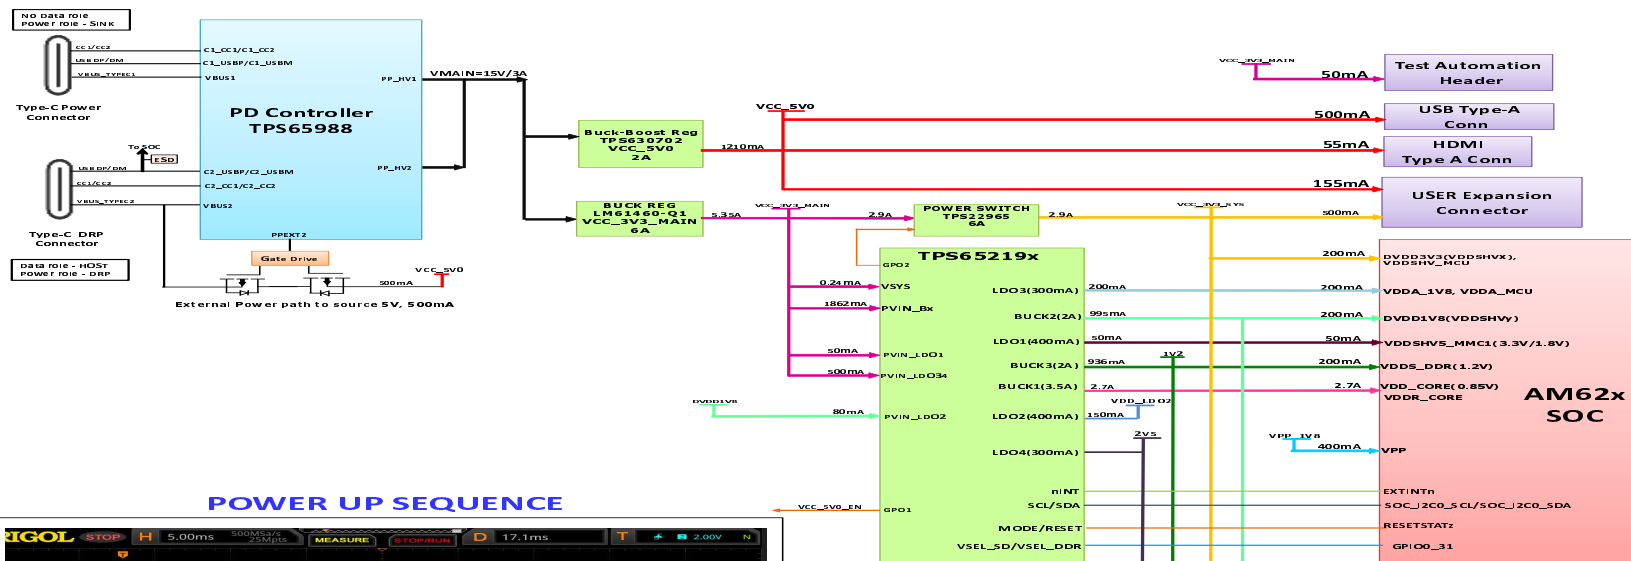 No Data role
Power role - SINK
CC1/CC2
USB DP/DM
VBUS_TYPEC1
Type-C Power
Connector
C1_CC1/C1_CC2
C1_USBP/C1_USBM
VBUS1
PP_HV1
PD Controller
TPS65988
PP_HV2
C2_USBP/C2_USBM
C2_CC1/C2_CC2
VBUS2
PPEXT2
To SOC
ESD
USB DP/DM
CC1/CC2
VBUS_TYPEC2
Type-C DRP
Connector
Data role - HOST
Power role - DRP
Gate Drive
VCC_5V0
500mA
External Power path to source 5V, 500mA
VMAIN=15V/3A
Buck-Boost Reg
TPS630702
VCC_5V0
2A
1210mA
VCC_5V0
BUCK REG
LM61460-Q1
VCC_3V3_MAIN
6A
5.35A
VCC_3V3_MAIN
2.9A
POWER SWITCH
TPS22965
6A
2.9A
VCC_3V3_SYS
VCC_3V3_MAIN
50mA
Test Automation
Header
500mA
USB Type-A
Conn
55mA
HDMI
Type A Conn
155mA
500mA
USER Expansion
Connector
TPS65219x
GPO2
0.24mA
VSYS
1862mA
PVIN_Bx
50mA
PVIN_LDO1
500mA
PVIN_LDO34
DVDD1V8
80mA
PVIN_LDO2
LDO3(300mA)
200mA
BUCK2(2A)
995mA
LDO1(400mA)
50mA
BUCK3(2A)
936mA
1V2
BUCK1(3.5A)
2.7A
LDO2(400mA)
150mA
VDD_LDO2
2V5
LDO4(300mA)
nINT
SCL/SDA
MODE/RESET
VSEL_SD/VSEL_DDR
VCC_5V0_EN
GPO1
200mA
DVDD3V3(VDDSHVX),
VDDSHV_MCU
200mA
VDDA_1V8, VDDA_MCU
200mA
DVDD1V8(VDDSHVy)
50mA
VDDSHV5_MMC1(3.3V/1.8V)
200mA
VDDS_DDR(1.2V)
2.7A
VDD_CORE(0.85V)
VDDR_CORE
AM62x
SOC
VPP_1V8
400mA
VPP
EXTINTn
SOC_I2C0_SCL/SOC_I2C0_SDA
RESETSTATz
GPIO0_31
POWER UP SEQUENCE
RIGOL
STOP
H
5.00ms
500MSa/s
25Mpts
MEASURE
STOP/RUN
D
17.1ms
T
2.00V
N